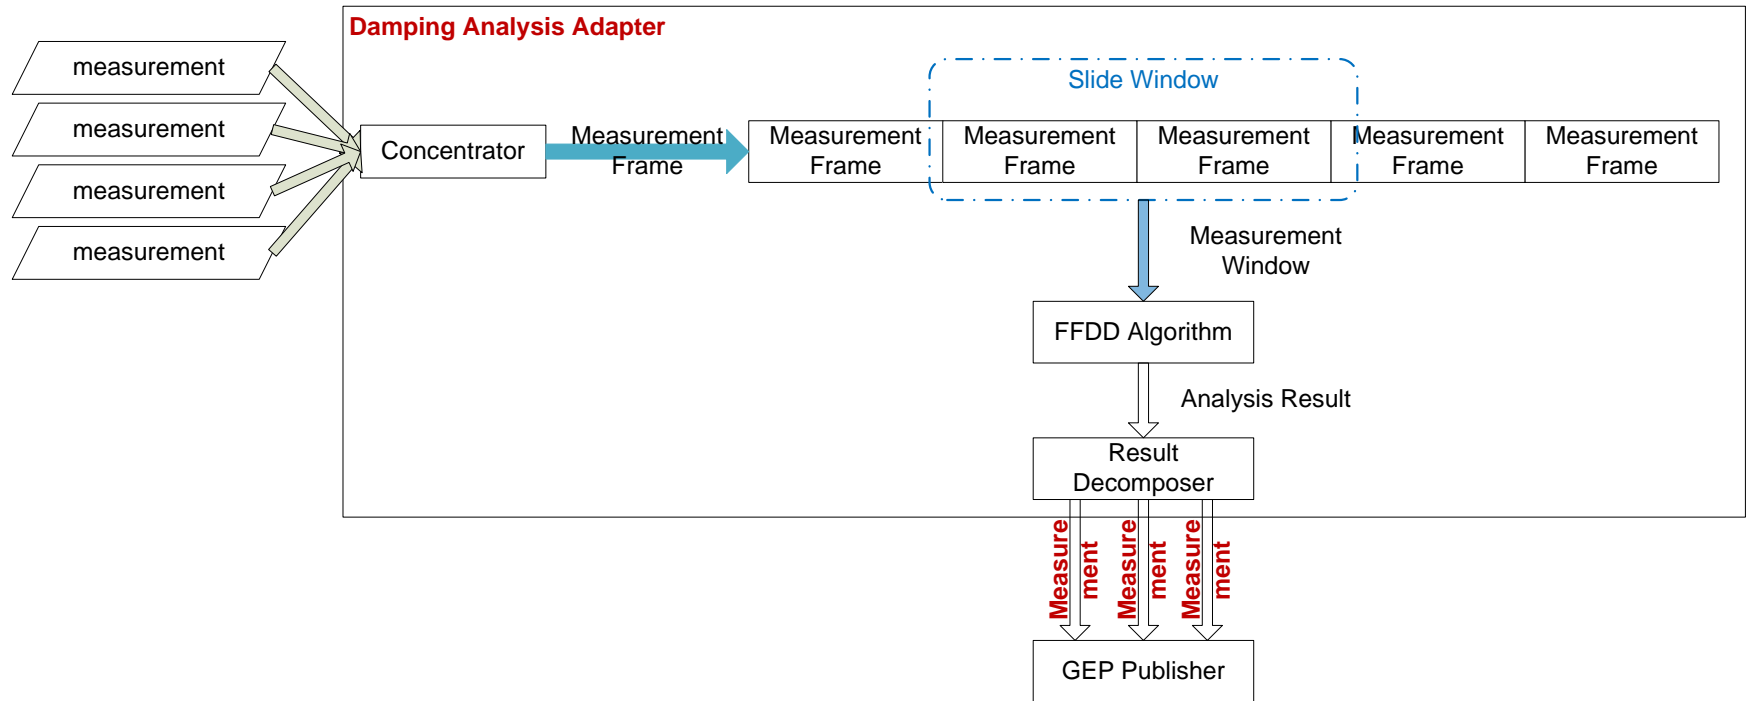 Damping Analysis Adapter
measurement
measurement
measurement
measurement
Concentrator
Measurement
Frame
Slide Window
Measurement
Frame
Measurement
Frame
Measurement
Frame
Measurement
Frame
Measurement
Frame
Measurement
Window
FFDD Algorithm
Analysis Result
Result
Decomposer
Measure
ment
Measure
ment
Measure
ment
GEP Publisher